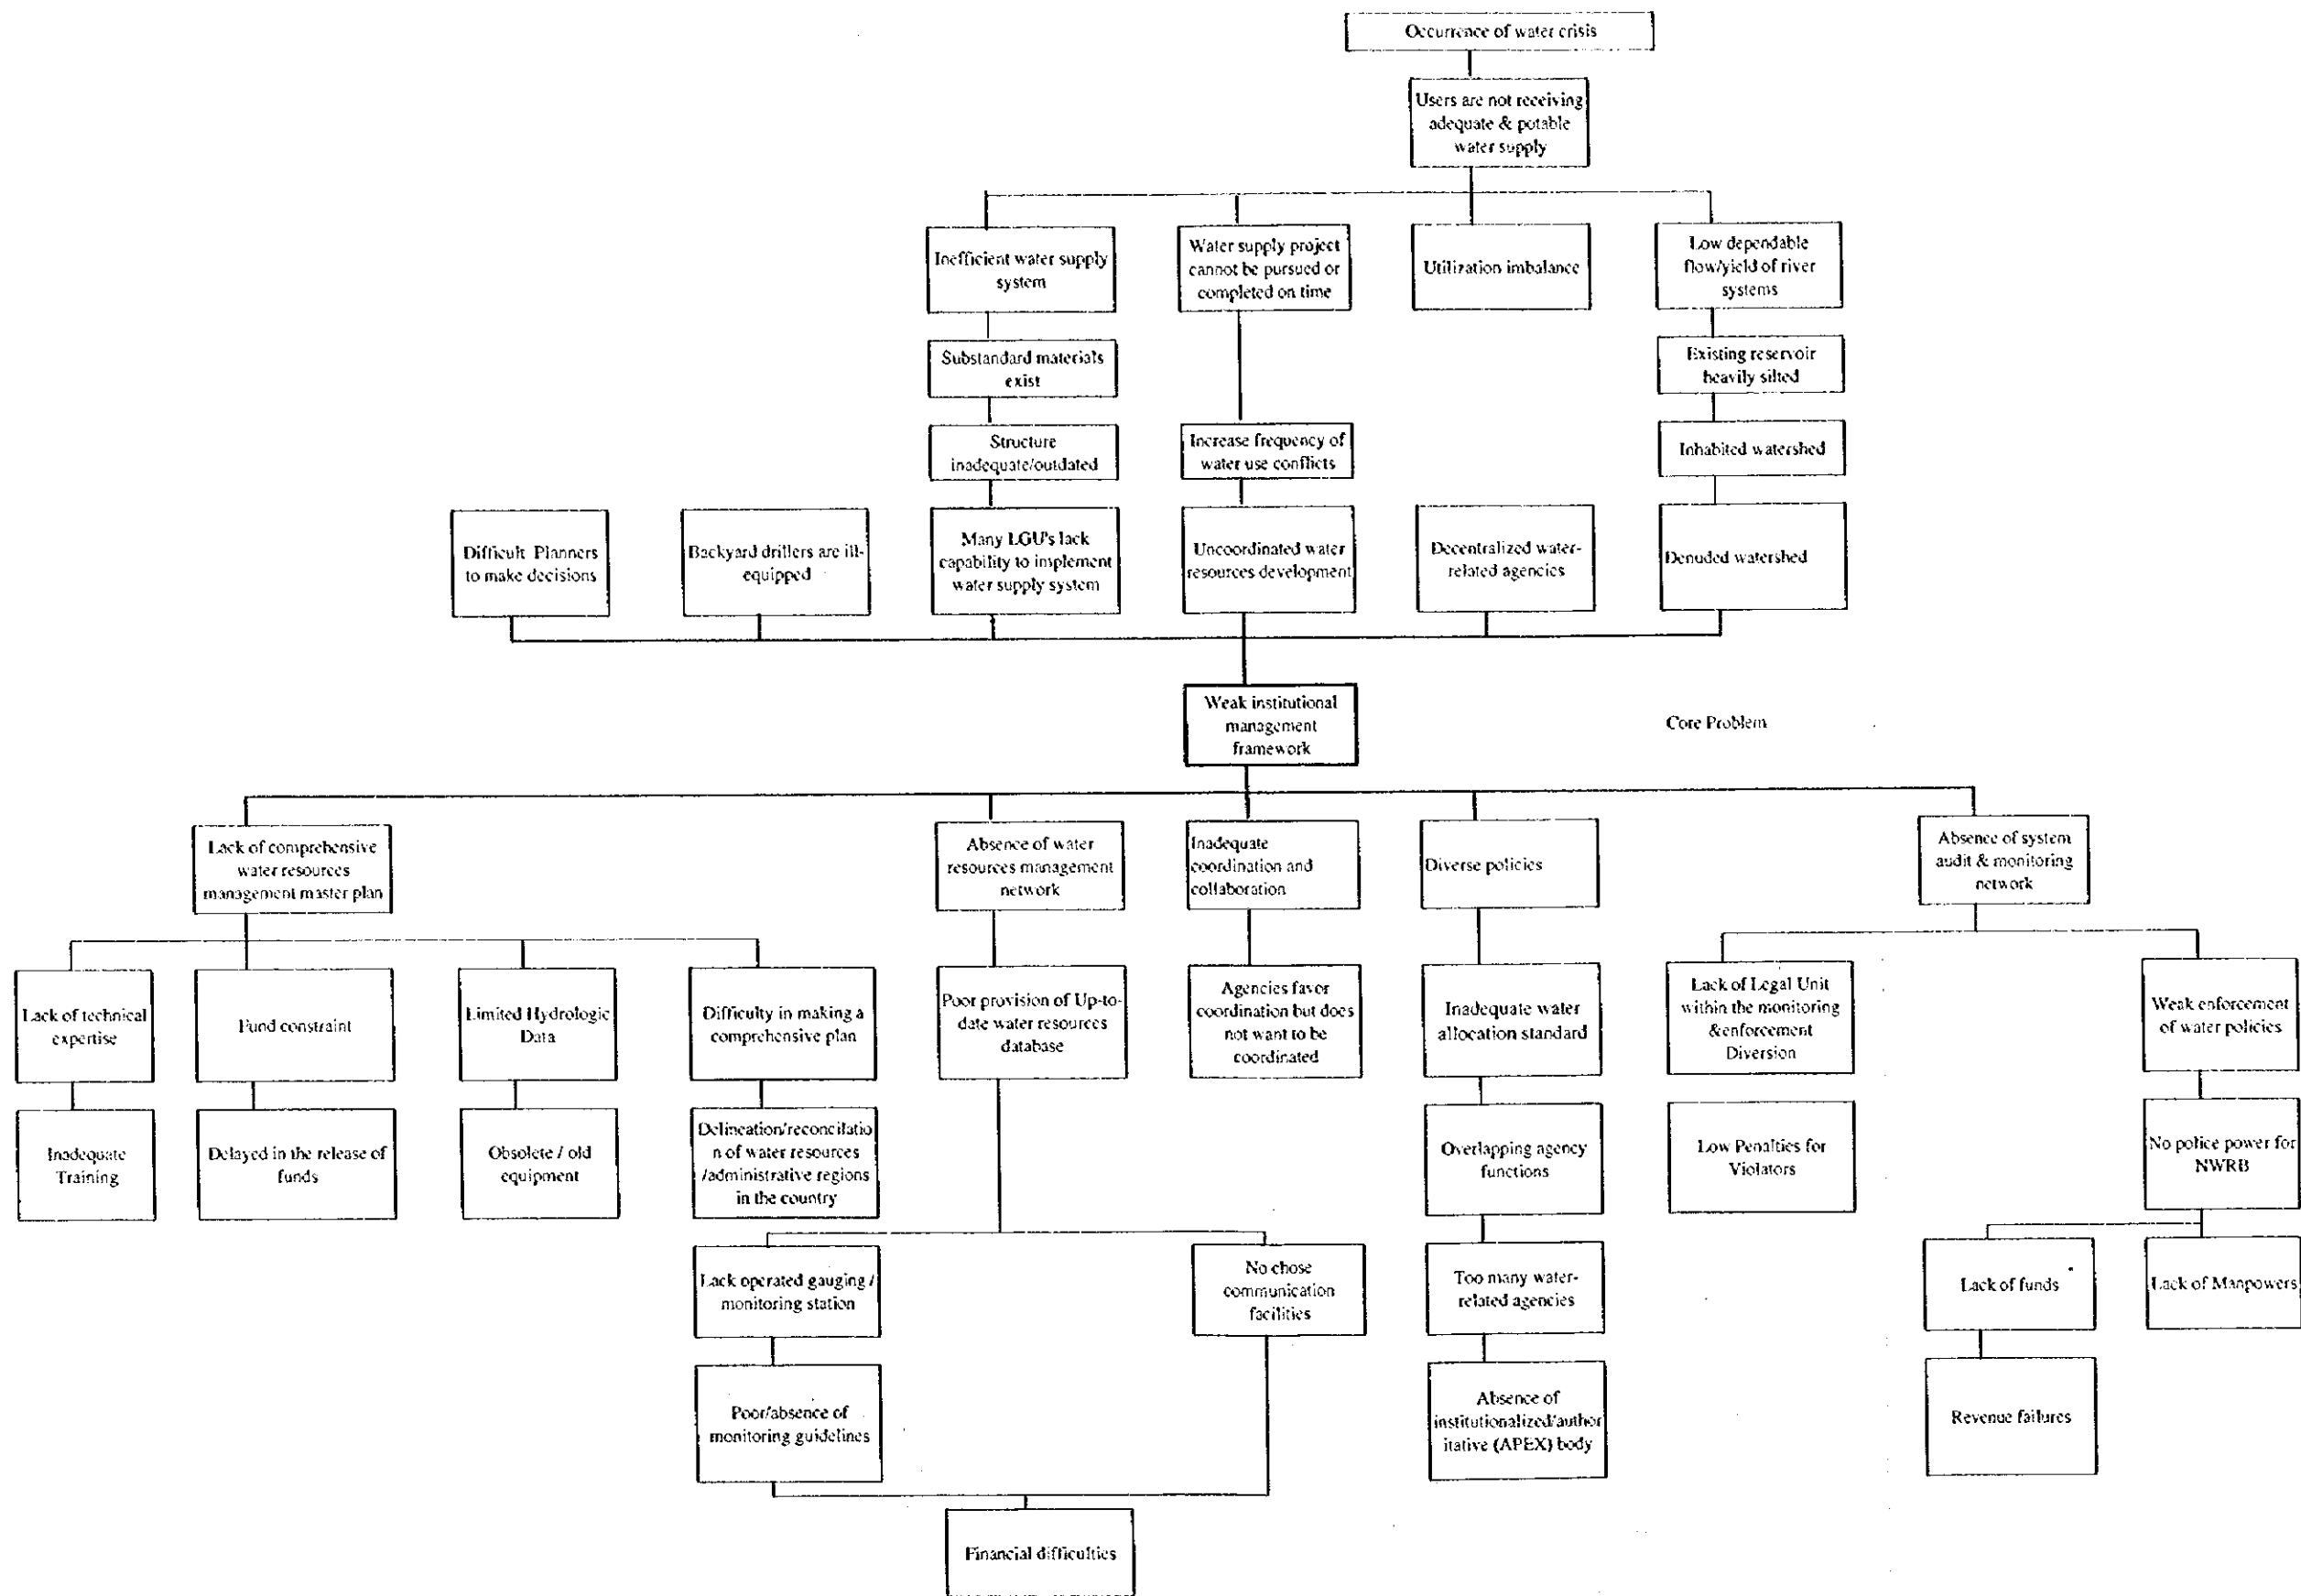 Occurrence of water crisis
Users are not receiving
adequate & potable
water supply
Inefficient water supply
system
Water supply project
cannot be pursued or
completed on time
Utilization imbalance
Low dependable
flow/yield of river
systems
Substandard materials
exist
Existing reservoir
heavily silted
Structure
inadequate/outdated
Increase frequency of
water use conflicts
Inhabited watershed
Difficult Planners
to make decisions
Backyard drillers are ill-
equipped
Many LGU's lack
capability to implement
water supply system
Uncoordinated water
resources development
Decentralized water-
related agencies
Denuded watershed
Weak institutional
management
framework
Core Problem
Lack of comprehensive
water resources
management master plan
Absence of water
resources management
network
Inadequate
coordination and
collaboration
Diverse policies
Absence of system
audit & monitoring
network
Lack of technical
expertise
Fund constraint
Limited Hydrologic
Data
Difficulty in making a
comprehensive plan
Poor provision of Up-to-
date water resources
database
Agencies favor
coordination but does
not want to be
coordinated
Inadequate water
allocation standard
Lack of Legal Unit
within the monitoring
&enforcement
Diversion
Weak enforcement
of water policies
Inadequate
Training
Delayed in the release of
funds
Obsolete / old
equipment
Delineation/reconcilatio
n of water resources
/administrative regions
in the country
Overlapping agency
functions
Low Penalties for
Violators
No police power for
NWRB
Lack operated gauging /
monitoring station
No chose
communication
facilities
Too many water-
related agencies
Lack of funds
Lack of Manpowers
Poor/absence of
monitoring guidelines
Absence of
institutionalized/author
itative (APEX) body
Revenue failures
Financial difficulties